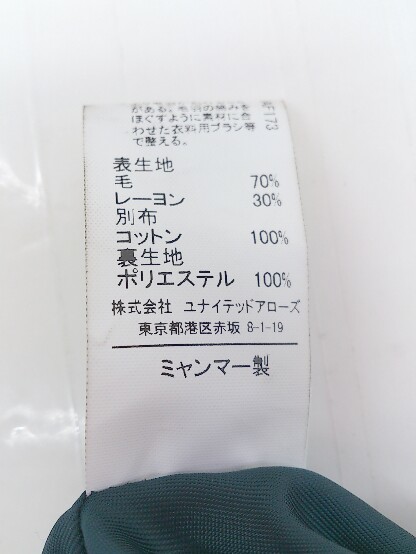 がある。毛羽の絡みを
ほぐすように素材に合
わせた衣料用ブラシ等
で整える。
F173
表生地
毛 70%
レーヨン 30%
別布
コットン 100%
裏生地
ポリエステル 100%
株式会社 ユナイテッドアローズ
東京都港区赤坂 8-1-19
ミャンマー製